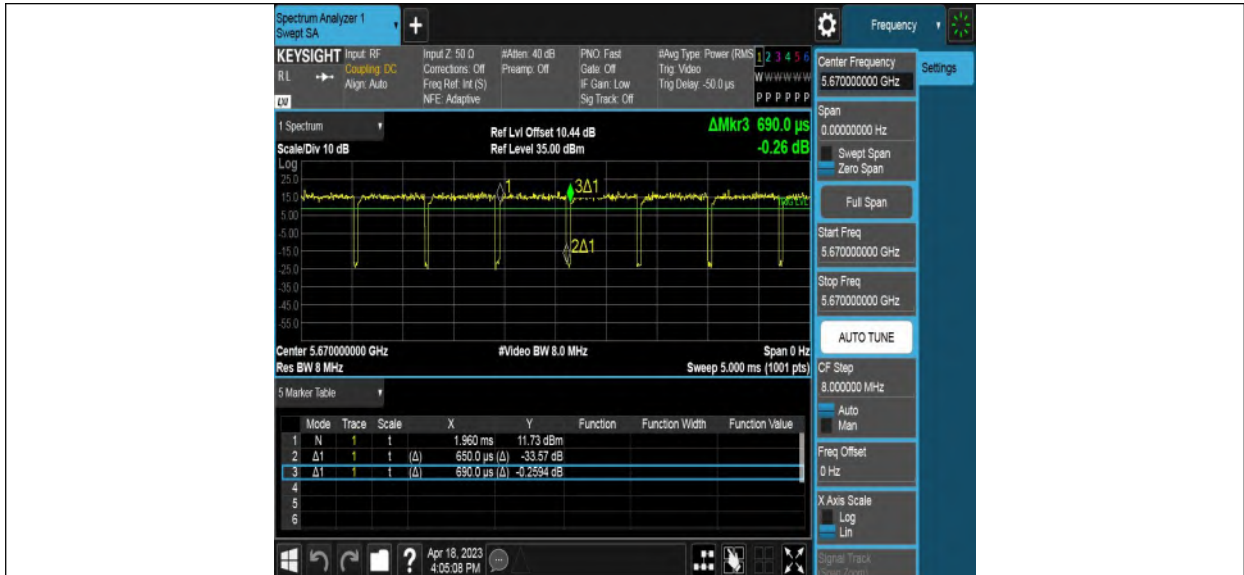 Spectrum Analyzer 1
Swept SA
+
Frequency
KEYSIGHT Input: RF Input Z: 50 Ω #Atten: 40 dB PNO: Fast #Avg Type: Power (RMS 1 2 3 4 5 6
RL Coupling: DC Corrections: Off Preamp: Off Gate: Off Trig: Video W W W W W W
Align: Auto Freq Ref: Int (S) IF Gain: Low Trig Delay: -50.0 µs
NFE: Adaptive Sig Track: Off P P P P P P
1 Spectrum
Ref Lvl Offset 10.44 dB ΔMkr3 690.0 µs
Scale/Div 10 dB Ref Level 35.00 dBm -0.26 dB
Log
25.0
15.0
5.00
-5.00
-15.0
-25.0
-35.0
-45.0
-55.0
1
3Δ1
2Δ1
Center 5.670000000 GHz #Video BW 8.0 MHz Span 0 Hz
Res BW 8 MHz Sweep 5.000 ms (1001 pts)
5 Marker Table
Mode Trace Scale X Y Function Function Width Function Value
1 N 1 t 1.960 ms 11.73 dBm
2 Δ1 1 t (Δ) 650.0 µs (Δ) -33.57 dB
3 Δ1 1 t (Δ) 690.0 µs (Δ) -0.2594 dB
4
5
6
?
Apr 18, 2023
4:05:08 PM
Center Frequency
5.670000000 GHz
Settings
Span
0.00000000 Hz
Swept Span
Zero Span
Full Span
Start Freq
5.670000000 GHz
Stop Freq
5.670000000 GHz
AUTO TUNE
CF Step
8.000000 MHz
Auto
Man
Freq Offset
0 Hz
X Axis Scale
Log
Lin
Signal Track
(Span Zoom)